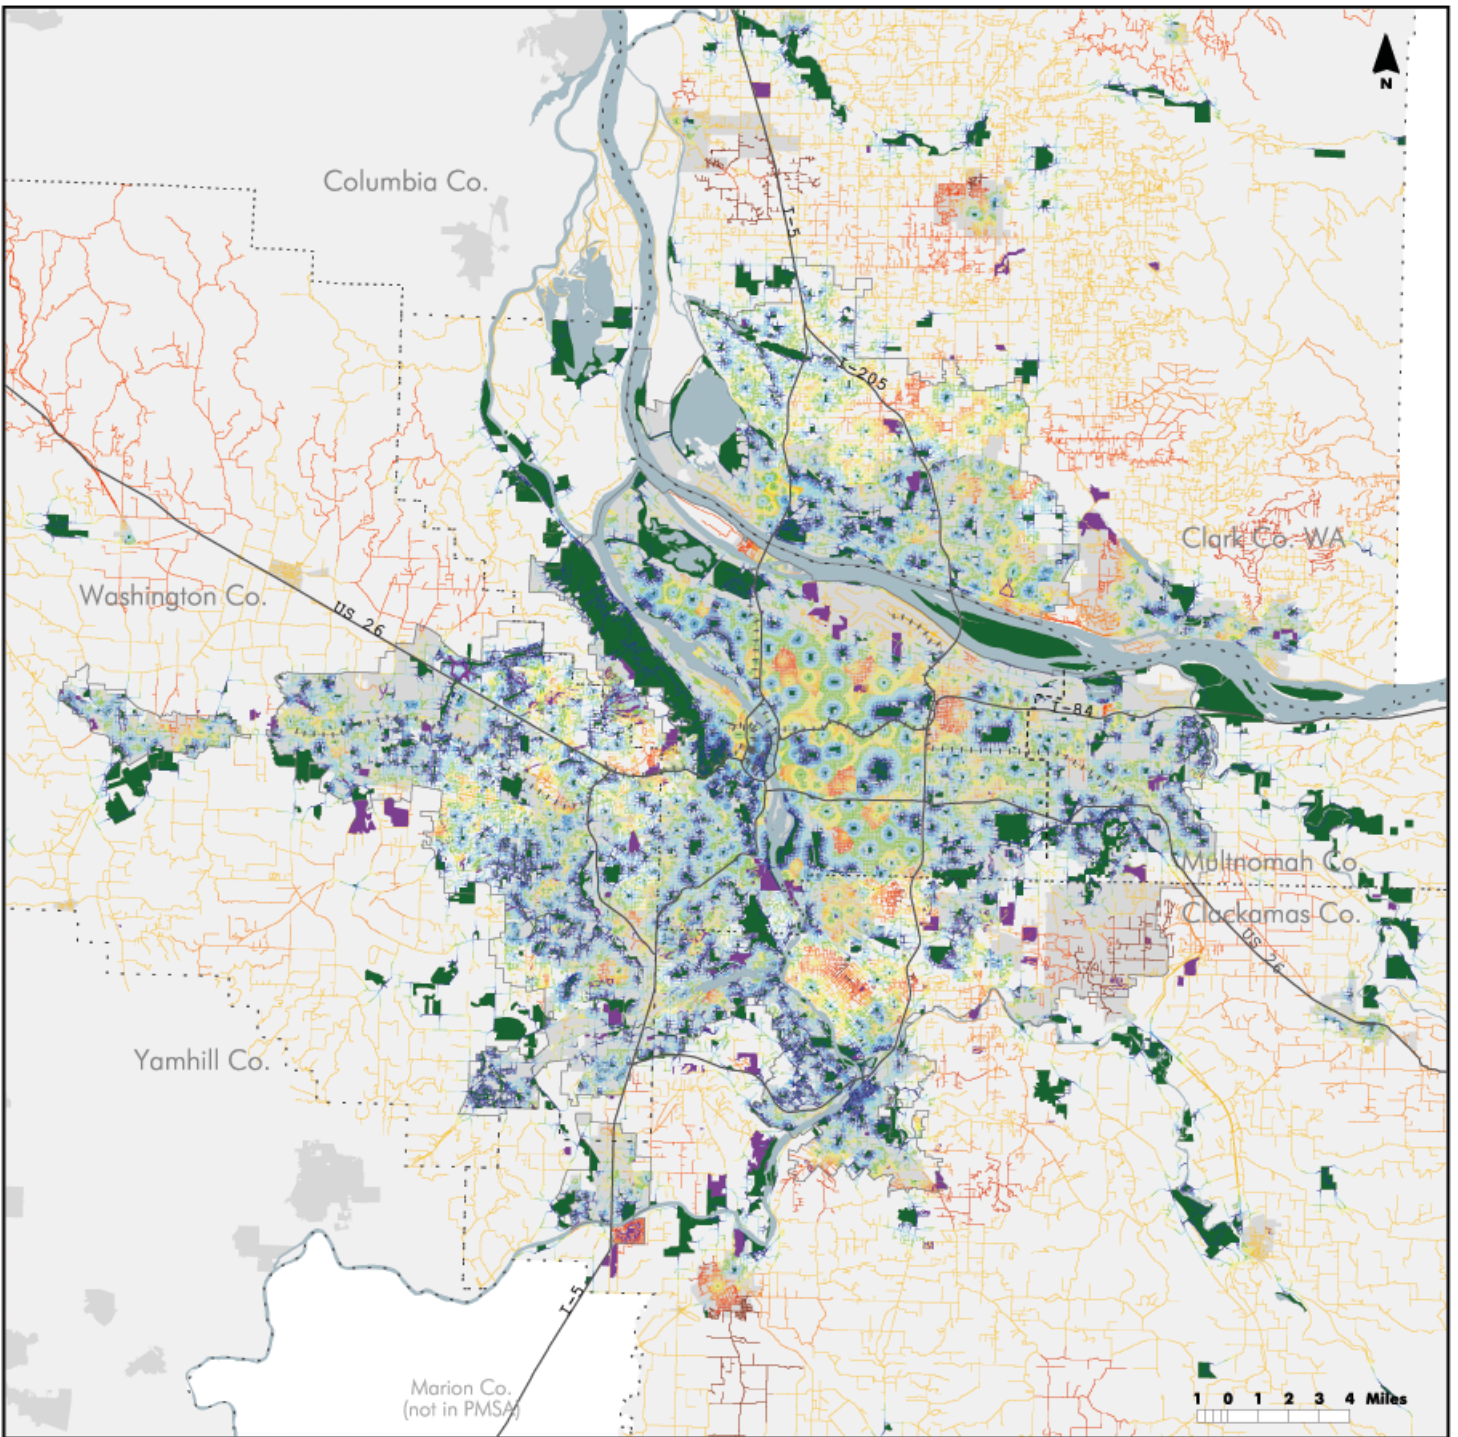 N
Columbia Co.
I-5
I-205
Clark Co. WA
Washington Co.
US 26
I-84
Multnomah Co.
Clackamas Co.
US 26
Yamhill Co.
I-5
Marion Co.
(not in PMSA)
1 0 1 2 3 4 Miles